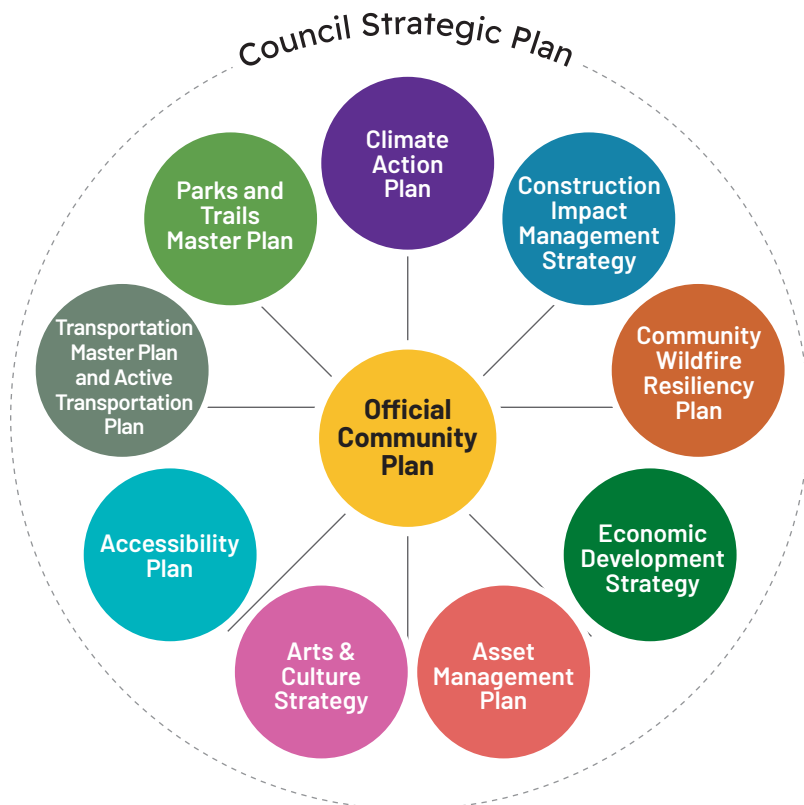 Council Strategic Plan
Climate
Action
Plan
Construction
Impact
Management
Strategy
Community
Wildfire
Resiliency
Plan
Economic
Development
Strategy
Asset
Management
Plan
Arts &
Culture
Strategy
Accessibility
Plan
Transportation
Master Plan
and Active
Transportation
Plan
Parks and
Trails
Master Plan
Official
Community
Plan